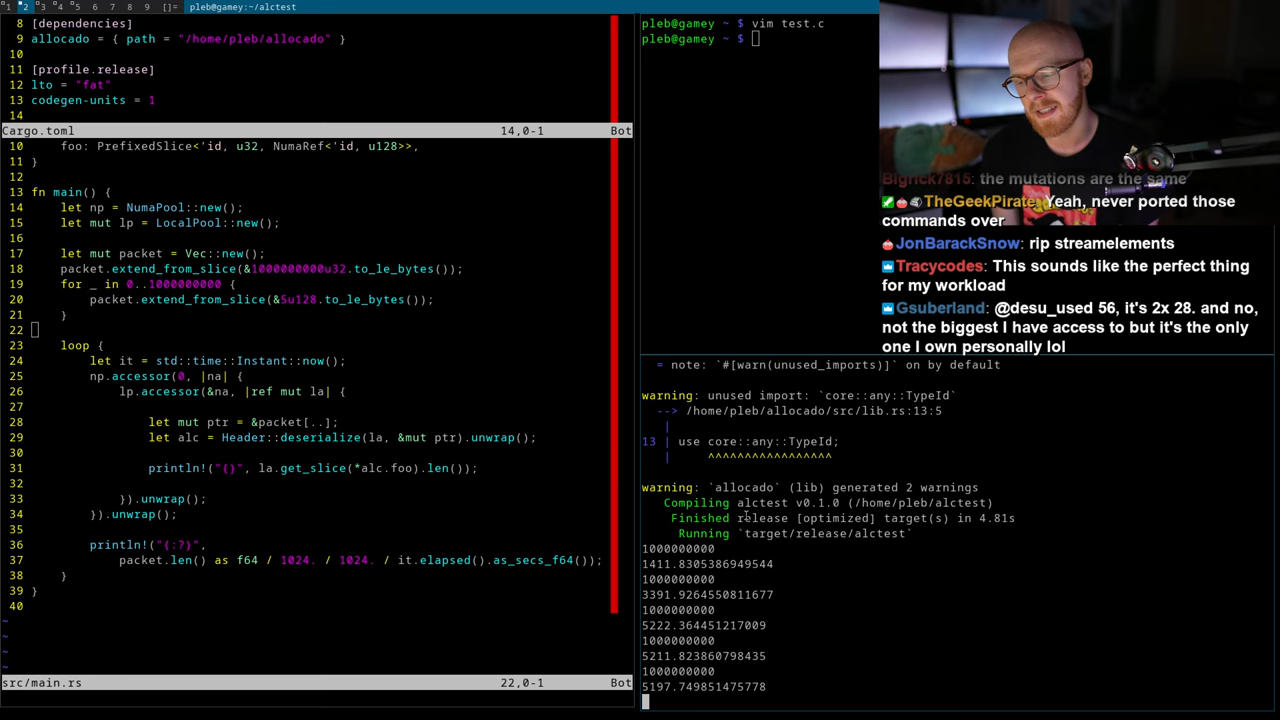 1 2 3 4 5 6 7 8 9 []= pleb@gamey:~/alctest
8 [dependencies]
9 allocado = { path = "/home/pleb/allocado" }
10
11 [profile.release]
12 lto = "fat"
13 codegen-units = 1
14
Cargo.toml 14,0-1 Bot
10 foo: PrefixedSlice<'id, u32, NumaRef<'id, u128>>,
11 }
12
13 fn main() {
14 let np = NumaPool::new();
15 let mut lp = LocalPool::new();
16
17 let mut packet = Vec::new();
18 packet.extend_from_slice(&1000000000u32.to_le_bytes());
19 for _ in 0..1000000000 {
20 packet.extend_from_slice(&5u128.to_le_bytes());
21 }
22
23 loop {
24 let it = std::time::Instant::now();
25 np.accessor(0, |na| {
26 lp.accessor(&na, |ref mut la| {
27
28 let mut ptr = &packet[..];
29 let alc = Header::deserialize(la, &mut ptr).unwrap();
30
31 println!("{}", la.get_slice(*alc.foo).len());
32
33 }).unwrap();
34 }).unwrap();
35
36 println!("{:?}",
37 packet.len() as f64 / 1024. / 1024. / it.elapsed().as_secs_f64());
38 }
39 }
40
~
~
~
~
src/main.rs 22,0-1 Bot
pleb@gamey ~ $ vim test.c
pleb@gamey ~ $
Bigrick7815: the mutations are the same
TheGeekPirate: Yeah, never ported those
commands over
JonBarackSnow: rip streamelements
Tracycodes: This sounds like the perfect thing
for my workload
Gsuberland: @desu_used 56, it's 2x 28. and no,
not the biggest I have access to but it's the only
one I own personally lol
= note: `#[warn(unused_imports)]` on by default
warning: unused import: `core::any::TypeId`
--> /home/pleb/allocado/src/lib.rs:13:5
|
13 | use core::any::TypeId;
| ^^^^^^^^^^^^^^^^^
warning: `allocado` (lib) generated 2 warnings
Compiling alctest v0.1.0 (/home/pleb/alctest)
Finished release [optimized] target(s) in 4.81s
Running `target/release/alctest`
1000000000
1411.8305386949544
1000000000
3391.9264550811677
1000000000
5222.364451217009
1000000000
5211.823860798435
1000000000
5197.749851475778